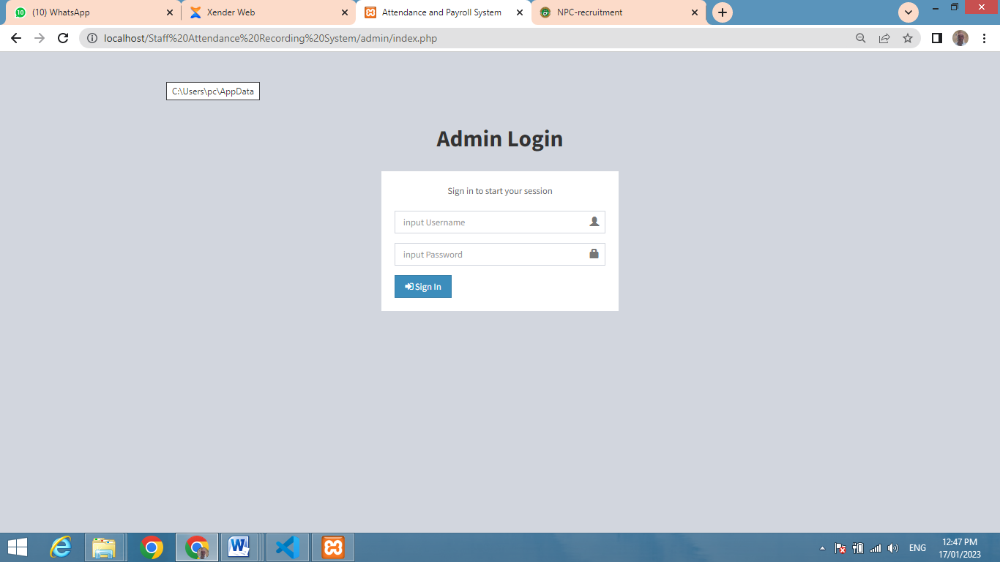 (10) WhatsApp
Xender Web
Attendance and Payroll System
NPC-recruitment
localhost/Staff%20Attendance%20Recording%20System/admin/index.php
C:\Users\pc\AppData
Admin Login
Sign in to start your session
input Username
input Password
Sign In
ENG
12:47 PM
17/01/2023